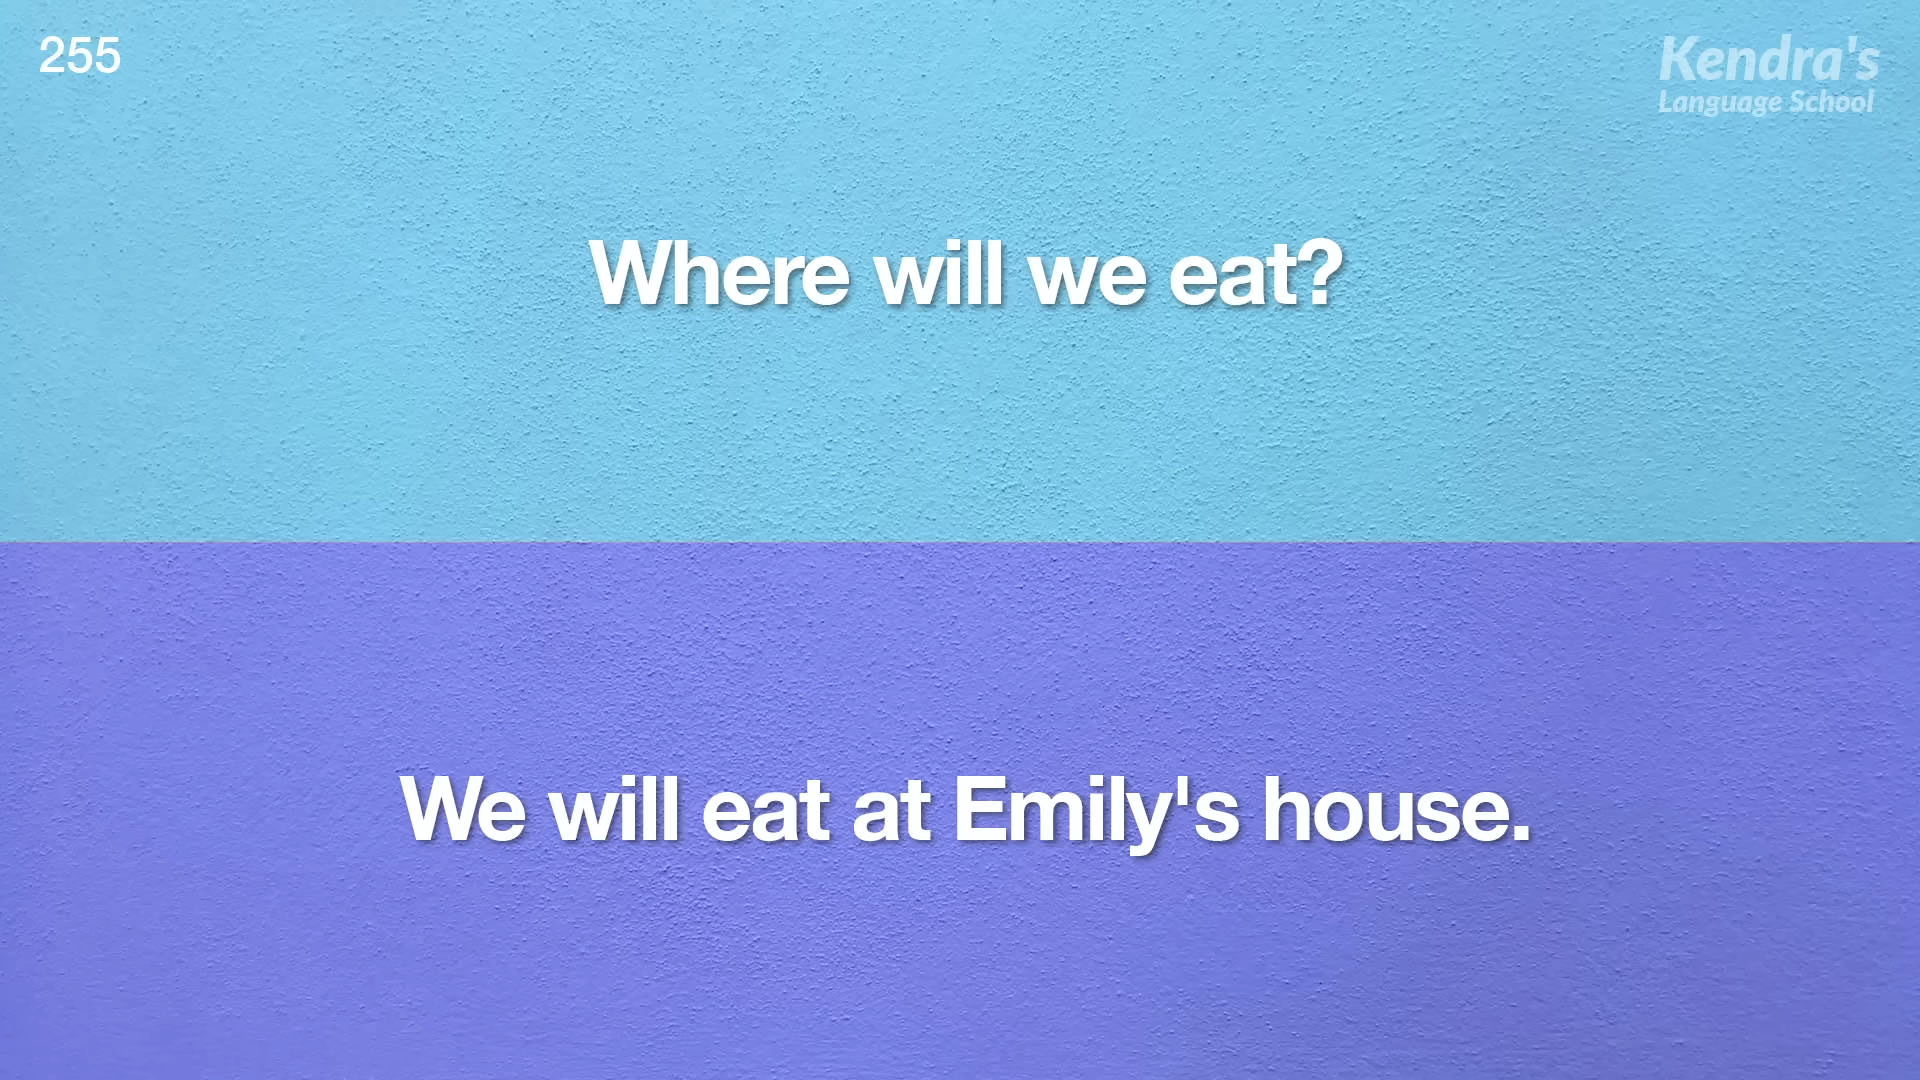 255
Kendra's
Language School
Where will we eat?
We will eat at Emily's house.